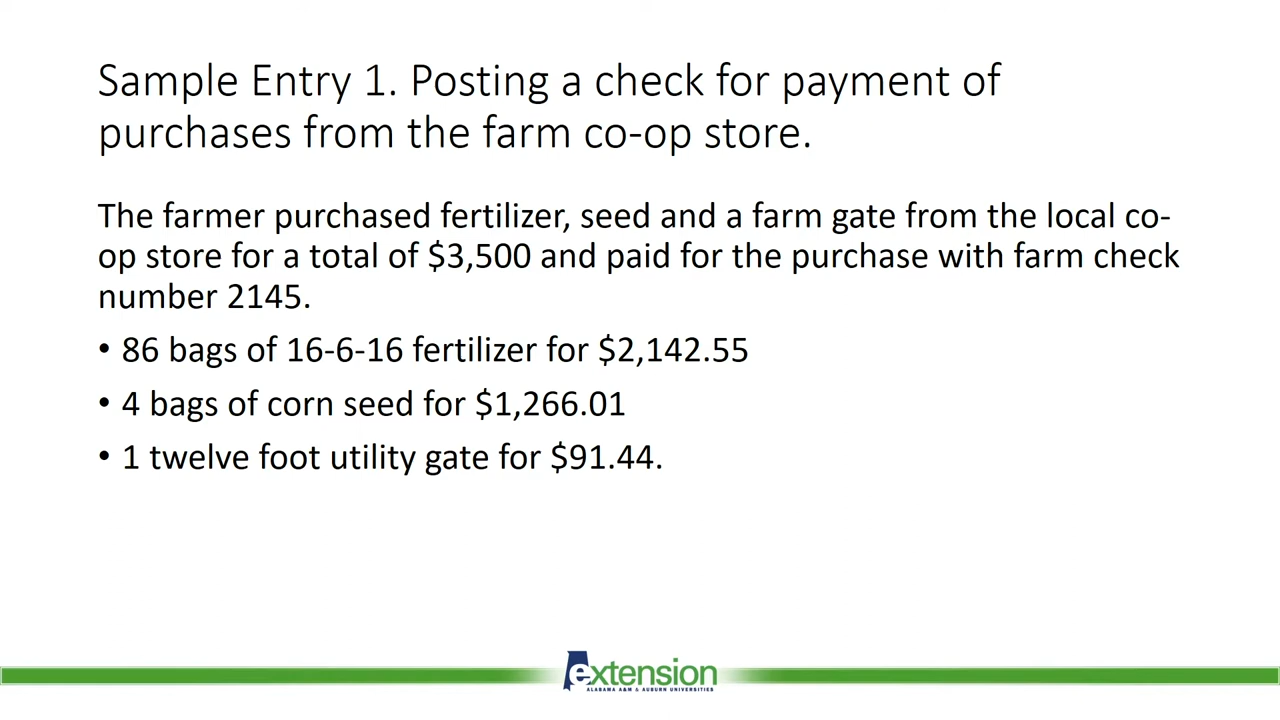 Sample Entry 1. Posting a check for payment of
purchases from the farm co-op store.
The farmer purchased fertilizer, seed and a farm gate from the local co-
op store for a total of $3,500 and paid for the purchase with farm check
number 2145.
• 86 bags of 16-6-16 fertilizer for $2,142.55
• 4 bags of corn seed for $1,266.01
• 1 twelve foot utility gate for $91.44.
extension
ALABAMA A&M & AUBURN UNIVERSITIES